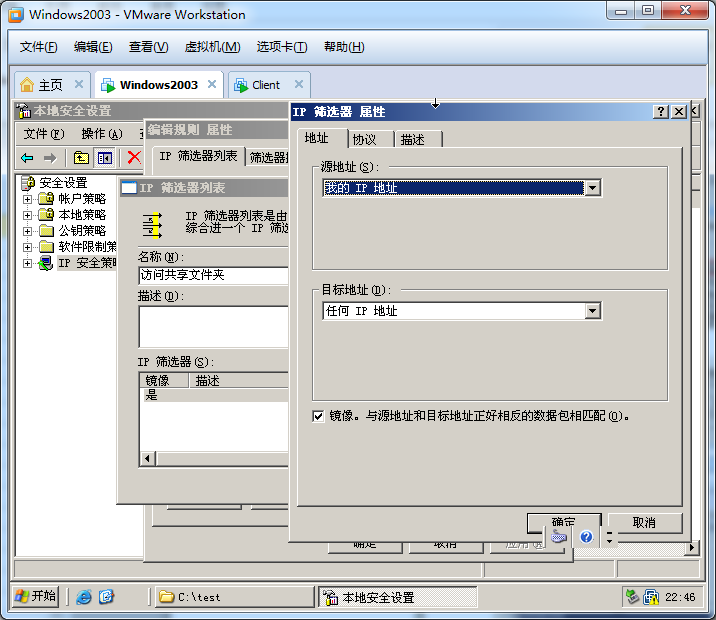 Windows2003 - VMware Workstation
文件(F) 编辑(E) 查看(V) 虚拟机(M) 选项卡(T) 帮助(H)
主页 Windows2003 Client
本地安全设置
文件(F) 操作(A)
安全设置
帐户策略
本地策略
公钥策略
软件限制策
IP 安全策略
编辑规则 属性
IP 筛选器列表 筛选器
IP 筛选器列表
IP 筛选器列表是由
综合进一个 IP 筛选
名称(N):
访问共享文件夹
描述(D):
IP 筛选器(S):
镜像 描述
是
IP 筛选器 属性
地址 协议 描述
源地址(S):
我的 IP 地址
目标地址(D):
任何 IP 地址
镜像。与源地址和目标地址正好相反的数据包相匹配(O)。
确定 取消
确定 取消 应用
开始 C:\test 本地安全设置 22:46